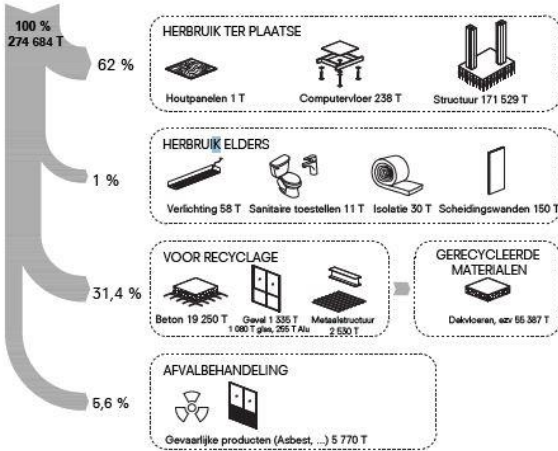 100 %
274 684 T
62 %
HERBRUIK TER PLAATSE
Houtpanelen 1 T
Computervloer 238 T
Structuur 171 529 T
1 %
HERBRUIK ELDERS
Verlichting 58 T
Sanitaire toestellen 11 T
Isolatie 30 T
Scheidingswanden 150 T
31,4 %
VOOR RECYCLAGE
Beton 19 250 T
Gevel 1 335 T
1 080 T glas, 255 T Alu
Metaalstructuur
2 530 T
GERECYCLEERDE
MATERIALEN
Dekvloeren, ezv 55 387 T
5,6 %
AFVALBEHANDELING
Gevaarlijke producten (Asbest, ...) 5 770 T